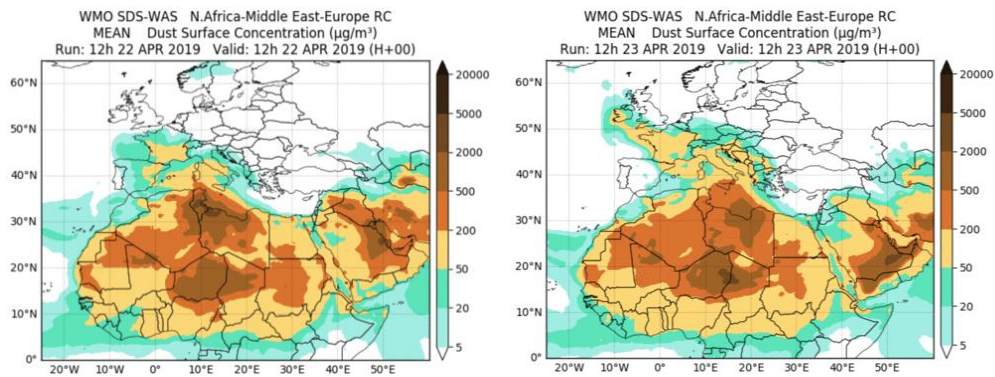 WMO SDS-WAS N.Africa-Middle East-Europe RC
MEAN Dust Surface Concentration (µg/m³)
Run: 12h 22 APR 2019 Valid: 12h 22 APR 2019 (H+00)
60°N
50°N
40°N
30°N
20°N
10°N
0°
20°W
10°W
0°
10°E
20°E
30°E
40°E
50°E
20000
5000
2000
500
200
50
20
5
WMO SDS-WAS N.Africa-Middle East-Europe RC
MEAN Dust Surface Concentration (µg/m³)
Run: 12h 23 APR 2019 Valid: 12h 23 APR 2019 (H+00)
60°N
50°N
40°N
30°N
20°N
10°N
0°
20°W
10°W
0°
10°E
20°E
30°E
40°E
50°E
20000
5000
2000
500
200
50
20
5